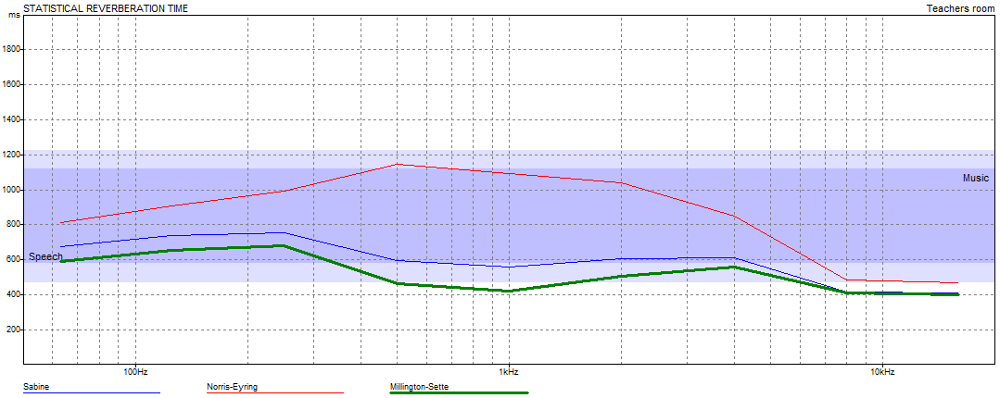 STATISTICAL REVERBERATION TIME
Teachers room
ms
1800
1600
1400
1200
1000
800
600
400
200
Music
Speech
100Hz 1kHz 10kHz
Sabine Norris-Eyring Millington-Sette